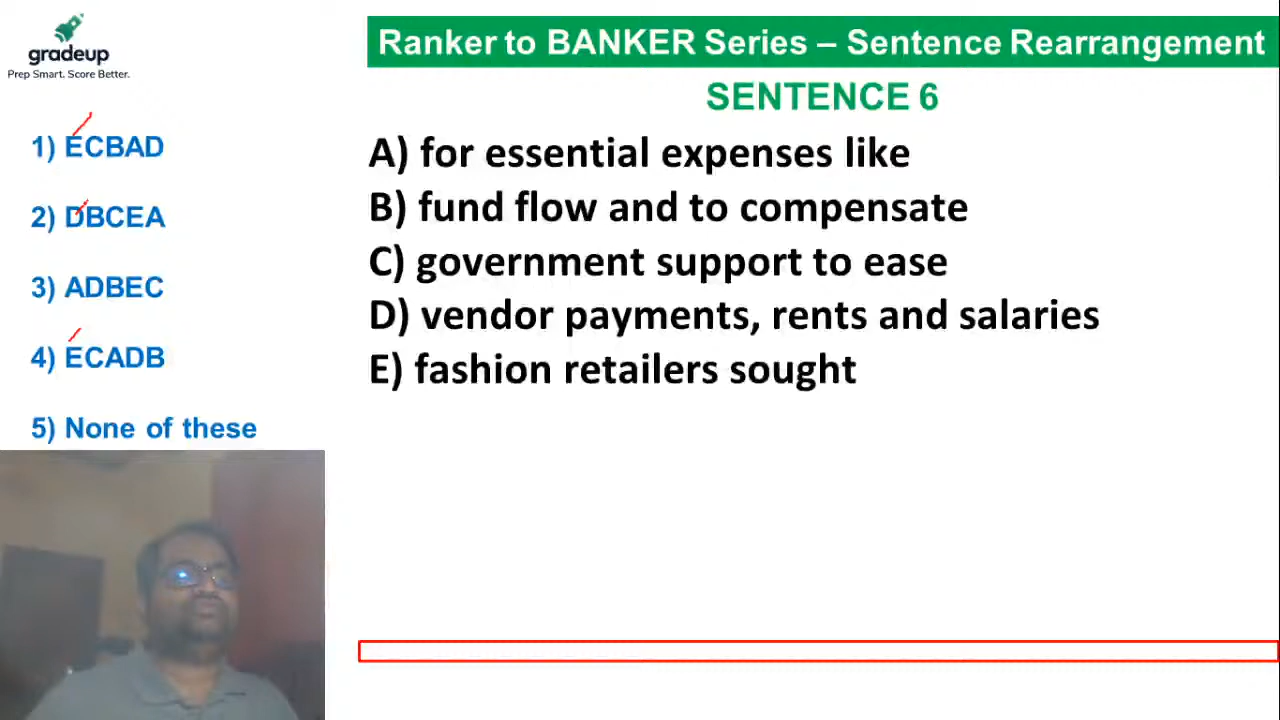 gradeup
Prep Smart. Score Better.
Ranker to BANKER Series – Sentence Rearrangement
SENTENCE 6
1) ECBAD
2) DBCEA
3) ADBEC
4) ECADB
5) None of these
A) for essential expenses like
B) fund flow and to compensate
C) government support to ease
D) vendor payments, rents and salaries
E) fashion retailers sought